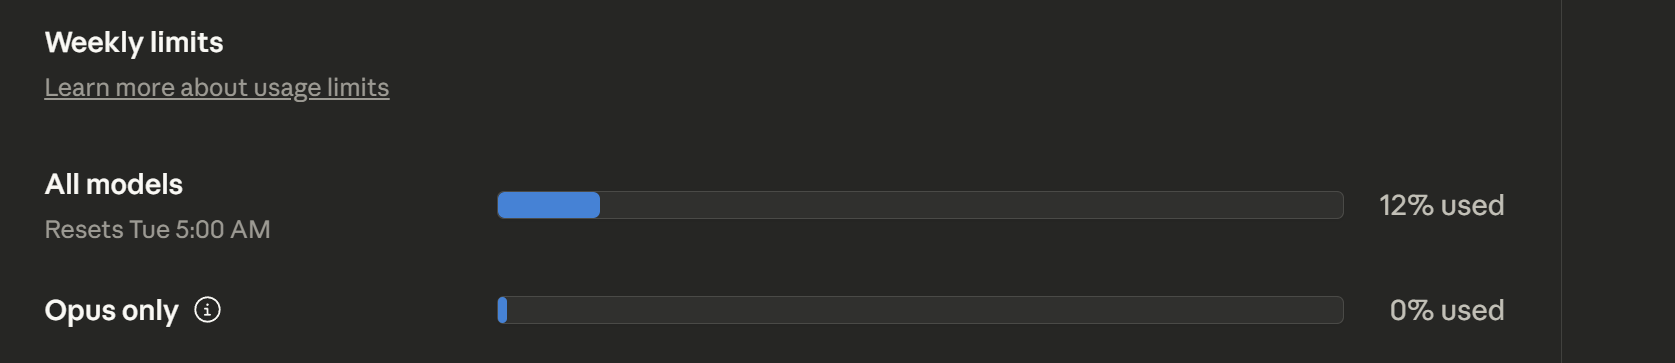 Weekly limits
Learn more about usage limits
All models
Resets Tue 5:00 AM
12% used
Opus only
0% used